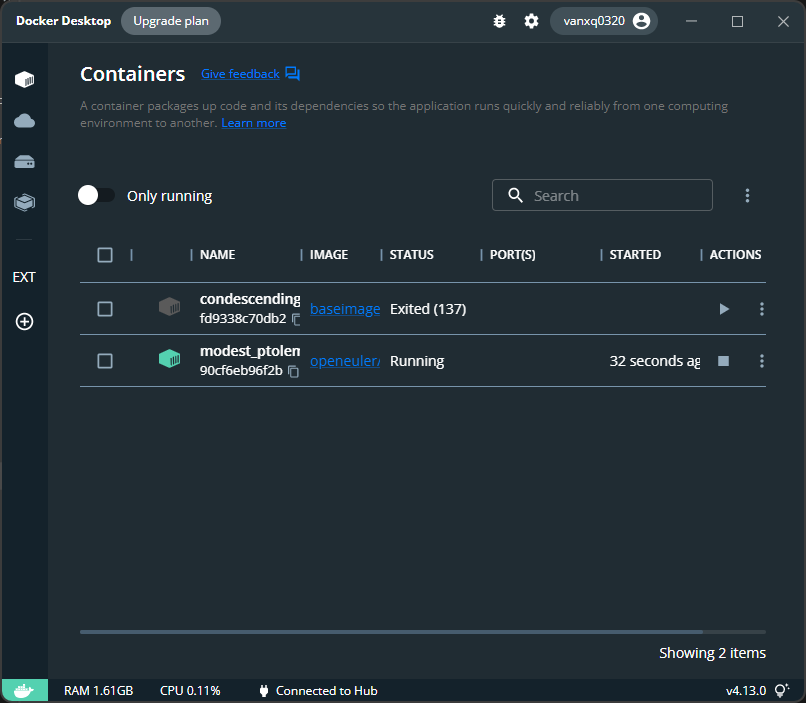 Docker Desktop Upgrade plan vanxq0320
Containers Give feedback
A container packages up code and its dependencies so the application runs quickly and reliably from one computing
environment to another. Learn more
Only running Search
NAME IMAGE STATUS PORT(S) STARTED ACTIONS
condescending
fd9338c70db2 baseimage Exited (137)
modest_ptolem
90cf6eb96f2b openeuler/ Running 32 seconds ag
EXT
Showing 2 items
RAM 1.61GB CPU 0.11% Connected to Hub v4.13.0